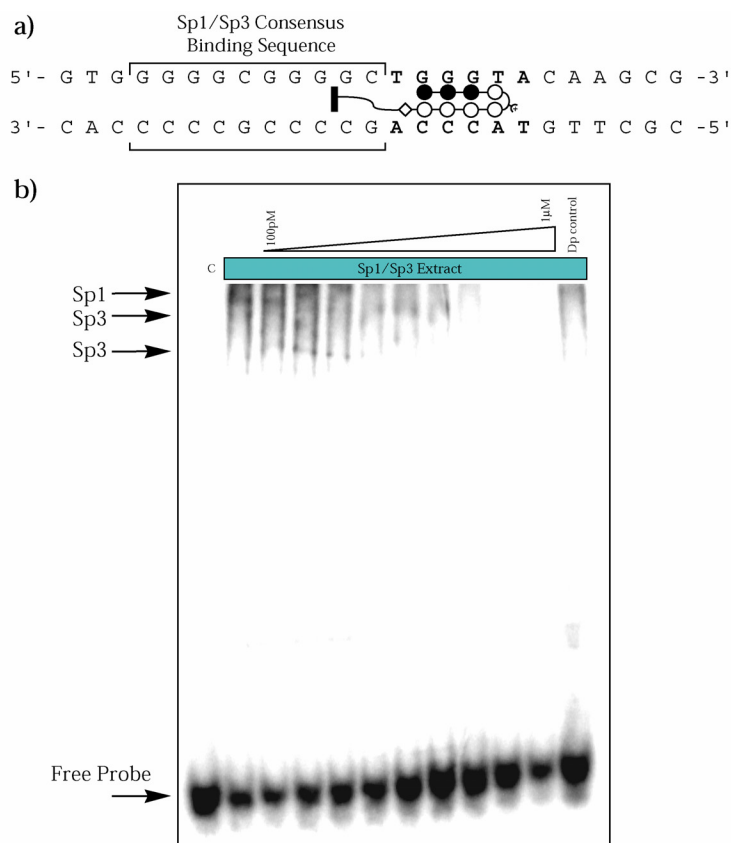 a)
Sp1/Sp3 Consensus
Binding Sequence
5'- G T G G G G G C G G G G C T G G G T A C A A G C G -3'
3'- C A C C C C C G C C C C G A C C C A T G T T C G C -5'
b)
100pM
1µM
Dp control
C
Sp1/Sp3 Extract
Sp1
Sp3
Sp3
Free Probe